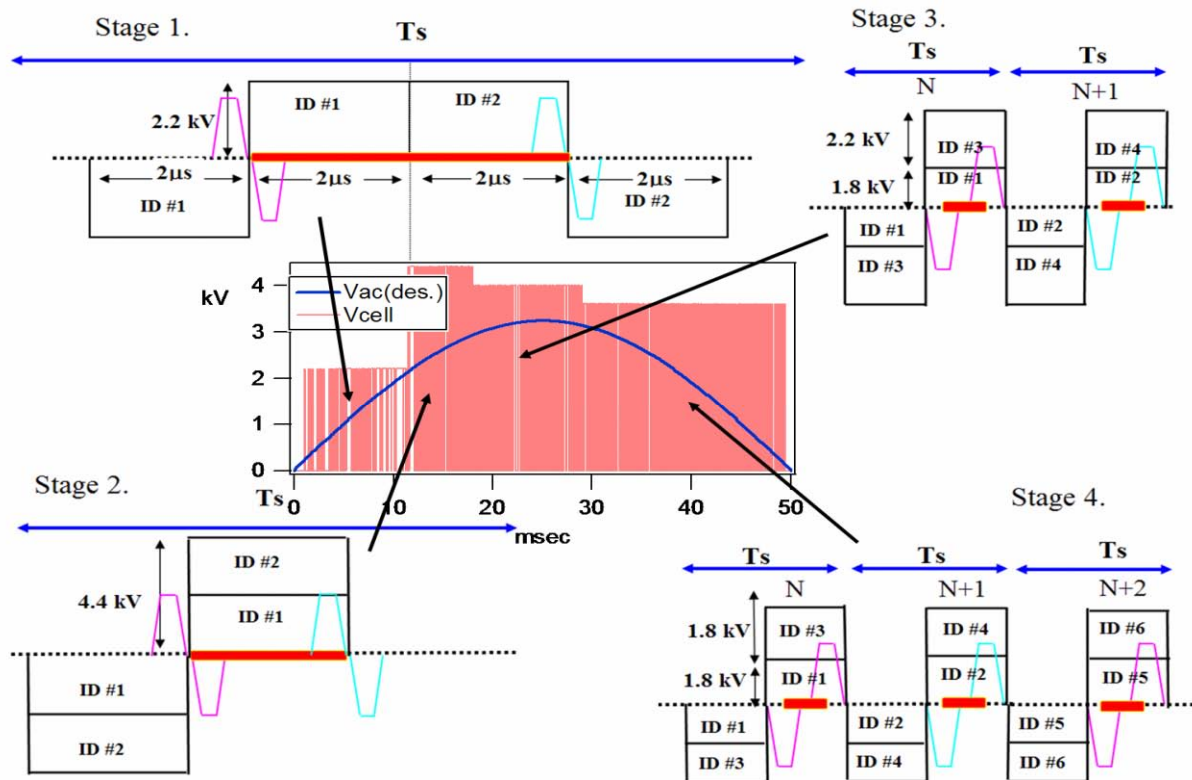 Stage 1.
Ts
ID #1
ID #2
2.2 kV
2μs
2μs
2μs
2μs
ID #1
ID #2
Stage 3.
Ts
Ts
N
N+1
2.2 kV
1.8 kV
ID #3
ID #4
ID #1
ID #2
ID #1
ID #2
ID #3
ID #4
kV
4
3
2
1
0
Vac(des.)
Vcell
0
10
20
30
40
50
msec
Stage 2.
Ts
4.4 kV
ID #2
ID #1
ID #1
ID #2
Stage 4.
Ts
Ts
Ts
N
N+1
N+2
1.8 kV
1.8 kV
ID #3
ID #4
ID #6
ID #1
ID #2
ID #5
ID #1
ID #2
ID #5
ID #3
ID #4
ID #6